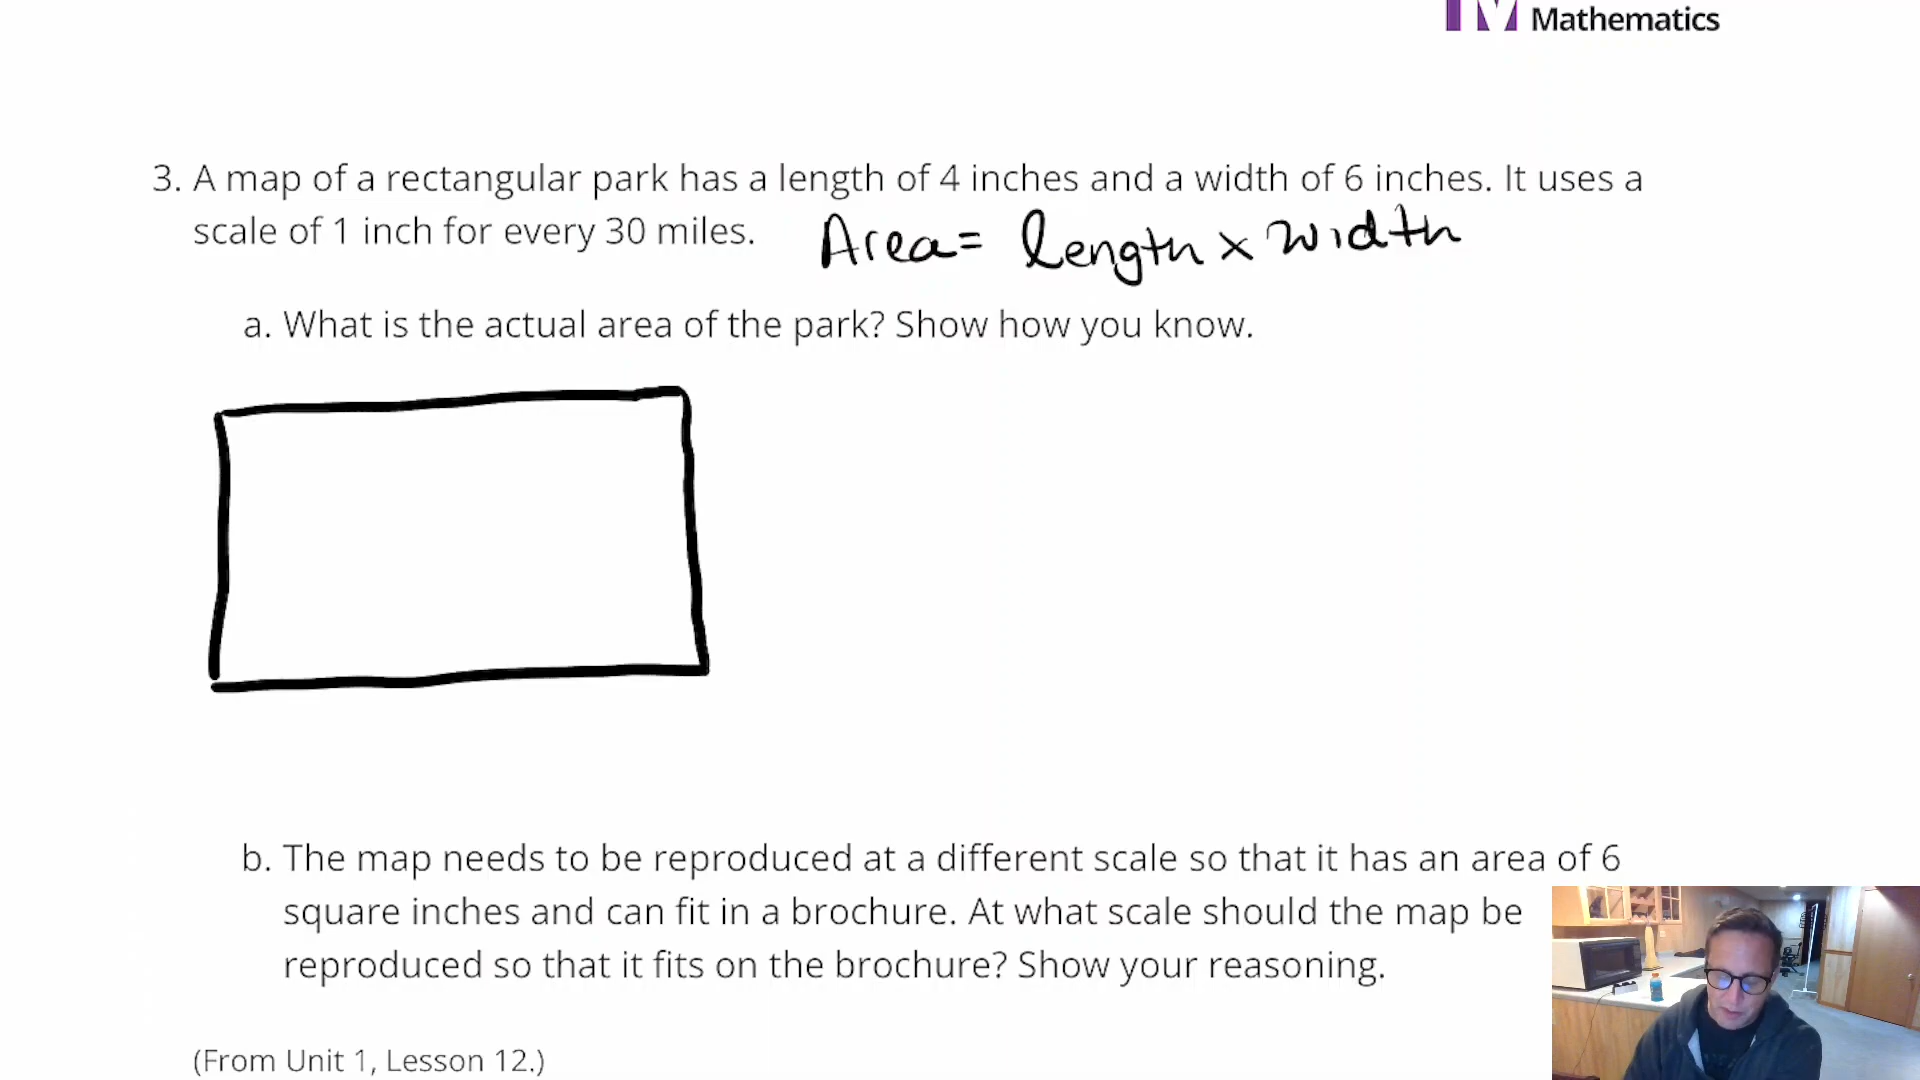 Mathematics
3. A map of a rectangular park has a length of 4 inches and a width of 6 inches. It uses a
scale of 1 inch for every 30 miles.
Area= length x width
a. What is the actual area of the park? Show how you know.
b. The map needs to be reproduced at a different scale so that it has an area of 6
square inches and can fit in a brochure. At what scale should the map be
reproduced so that it fits on the brochure? Show your reasoning.
(From Unit 1, Lesson 12.)